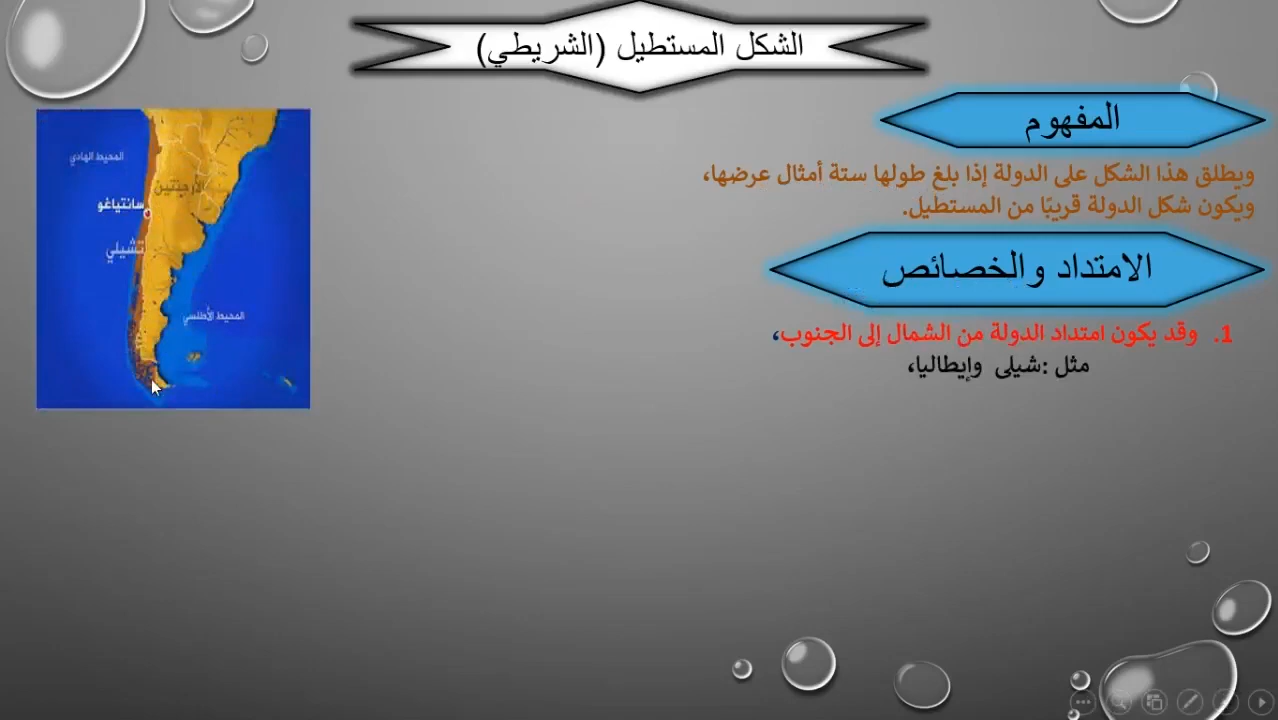 الشكل المستطيل (الشريطي)
المفهوم
ويطلق هذا الشكل على الدولة إذا بلغ طولها ستة أمثال عرضها،
ويكون شكل الدولة قريبًا من المستطيل.
الامتداد والخصائص
1. وقد يكون امتداد الدولة من الشمال إلى الجنوب،
مثل :شيلى وإيطاليا،
المحيط الهادي
الأرجنتين
سانتياغو
تشيلي
المحيط الأطلسي